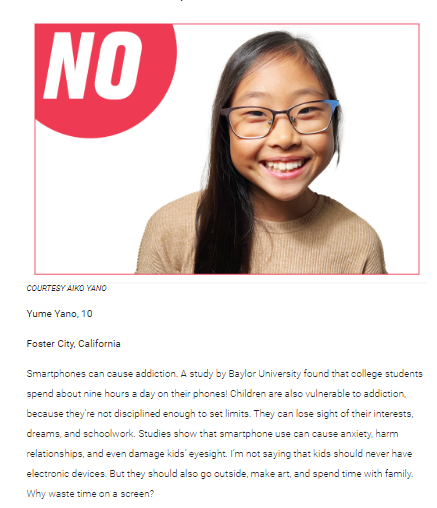 NO
COURTESY AIKO YANO
Yume Yano, 10
Foster City, California
Smartphones can cause addiction. A study by Baylor University found that college students
spend about nine hours a day on their phones! Children are also vulnerable to addiction,
because they're not disciplined enough to set limits. They can lose sight of their interests,
dreams, and schoolwork. Studies show that smartphone use can cause anxiety, harm
relationships, and even damage kids' eyesight. I'm not saying that kids should never have
electronic devices. But they should also go outside, make art, and spend time with family.
Why waste time on a screen?